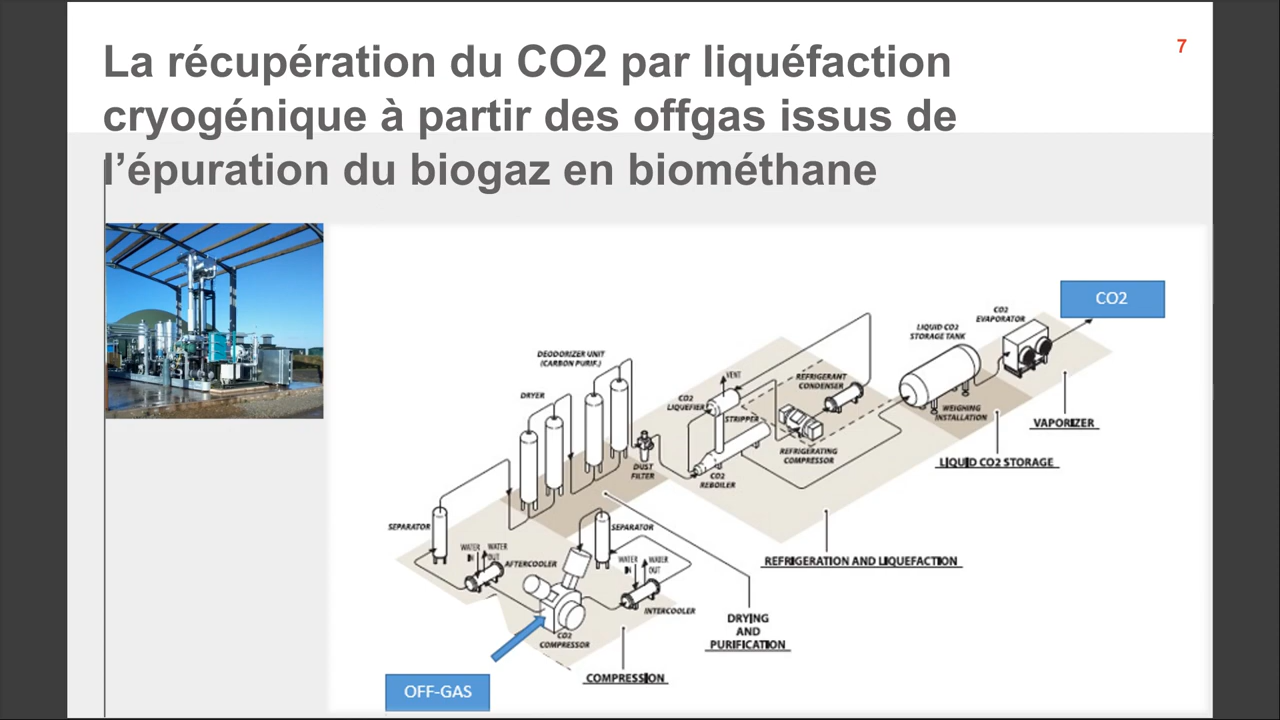 La récupération du CO2 par liquéfaction
cryogénique à partir des offgas issus de
l’épuration du biogaz en biométhane
7
CO2
CO2
EVAPORATOR
LIQUID CO2
STORAGE TANK
DEODORIZER UNIT
(CARBON PURIF.)
VENT
REFRIGERANT
CONDENSER
DRYER
CO2
LIQUEFIER
STRIPPER
WEIGHING
INSTALLATION
VAPORIZER
REFRIGERATING
COMPRESSOR
LIQUID CO2 STORAGE
DUST
FILTER
CO2
REBOILER
SEPARATOR
SEPARATOR
WATER
IN
WATER
OUT
AFTERCOOLER
WATER
IN
WATER
OUT
REFRIGERATION AND LIQUEFACTION
INTERCOOLER
DRYING
AND
PURIFICATION
CO2
COMPRESSOR
COMPRESSION
OFF-GAS